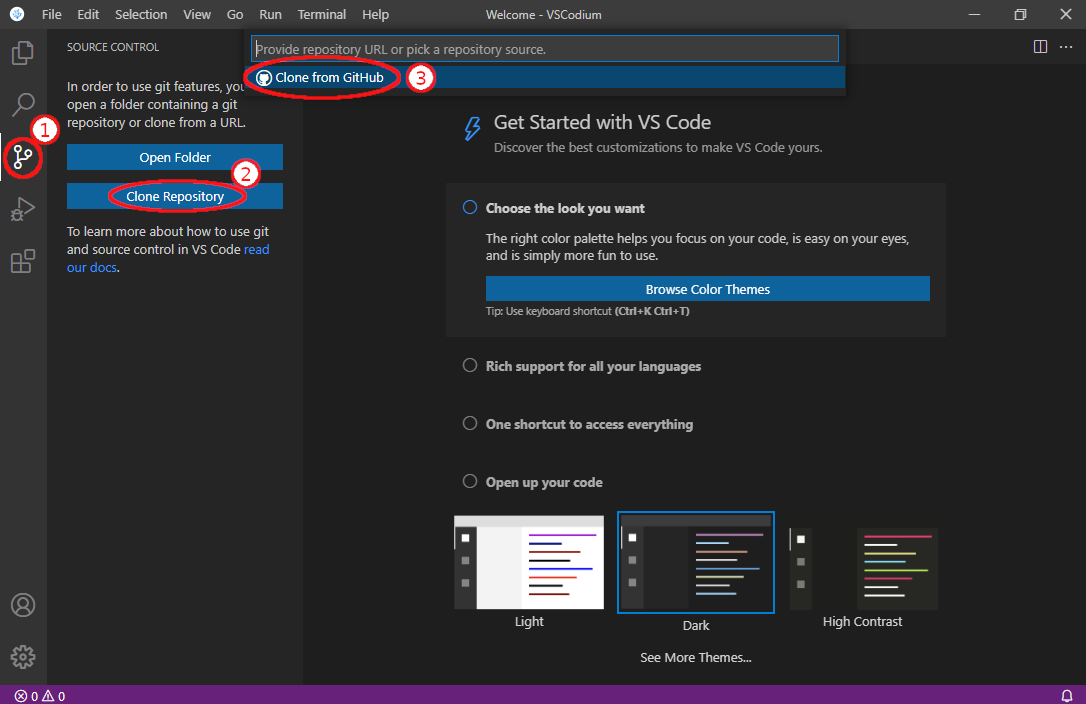 File Edit Selection View Go Run Terminal Help
Welcome - VSCodium
SOURCE CONTROL
Provide repository URL or pick a repository source.
Clone from GitHub
3
In order to use git features, you
open a folder containing a git
repository or clone from a URL.
1
Open Folder
2
Clone Repository
To learn more about how to use git
and source control in VS Code read
our docs.
Get Started with VS Code
Discover the best customizations to make VS Code yours.
Choose the look you want
The right color palette helps you focus on your code, is easy on your eyes,
and is simply more fun to use.
Browse Color Themes
Tip: Use keyboard shortcut (Ctrl+K Ctrl+T)
Rich support for all your languages
One shortcut to access everything
Open up your code
Light
Dark
High Contrast
See More Themes...
0 0